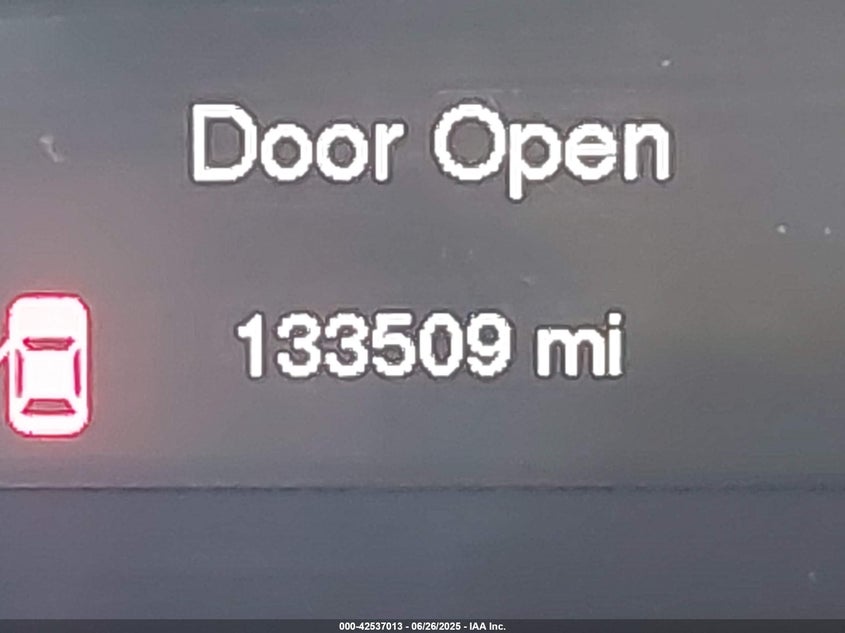 Door Open
133509 mi
000-42537013 - 06/26/2025 - IAA Inc.